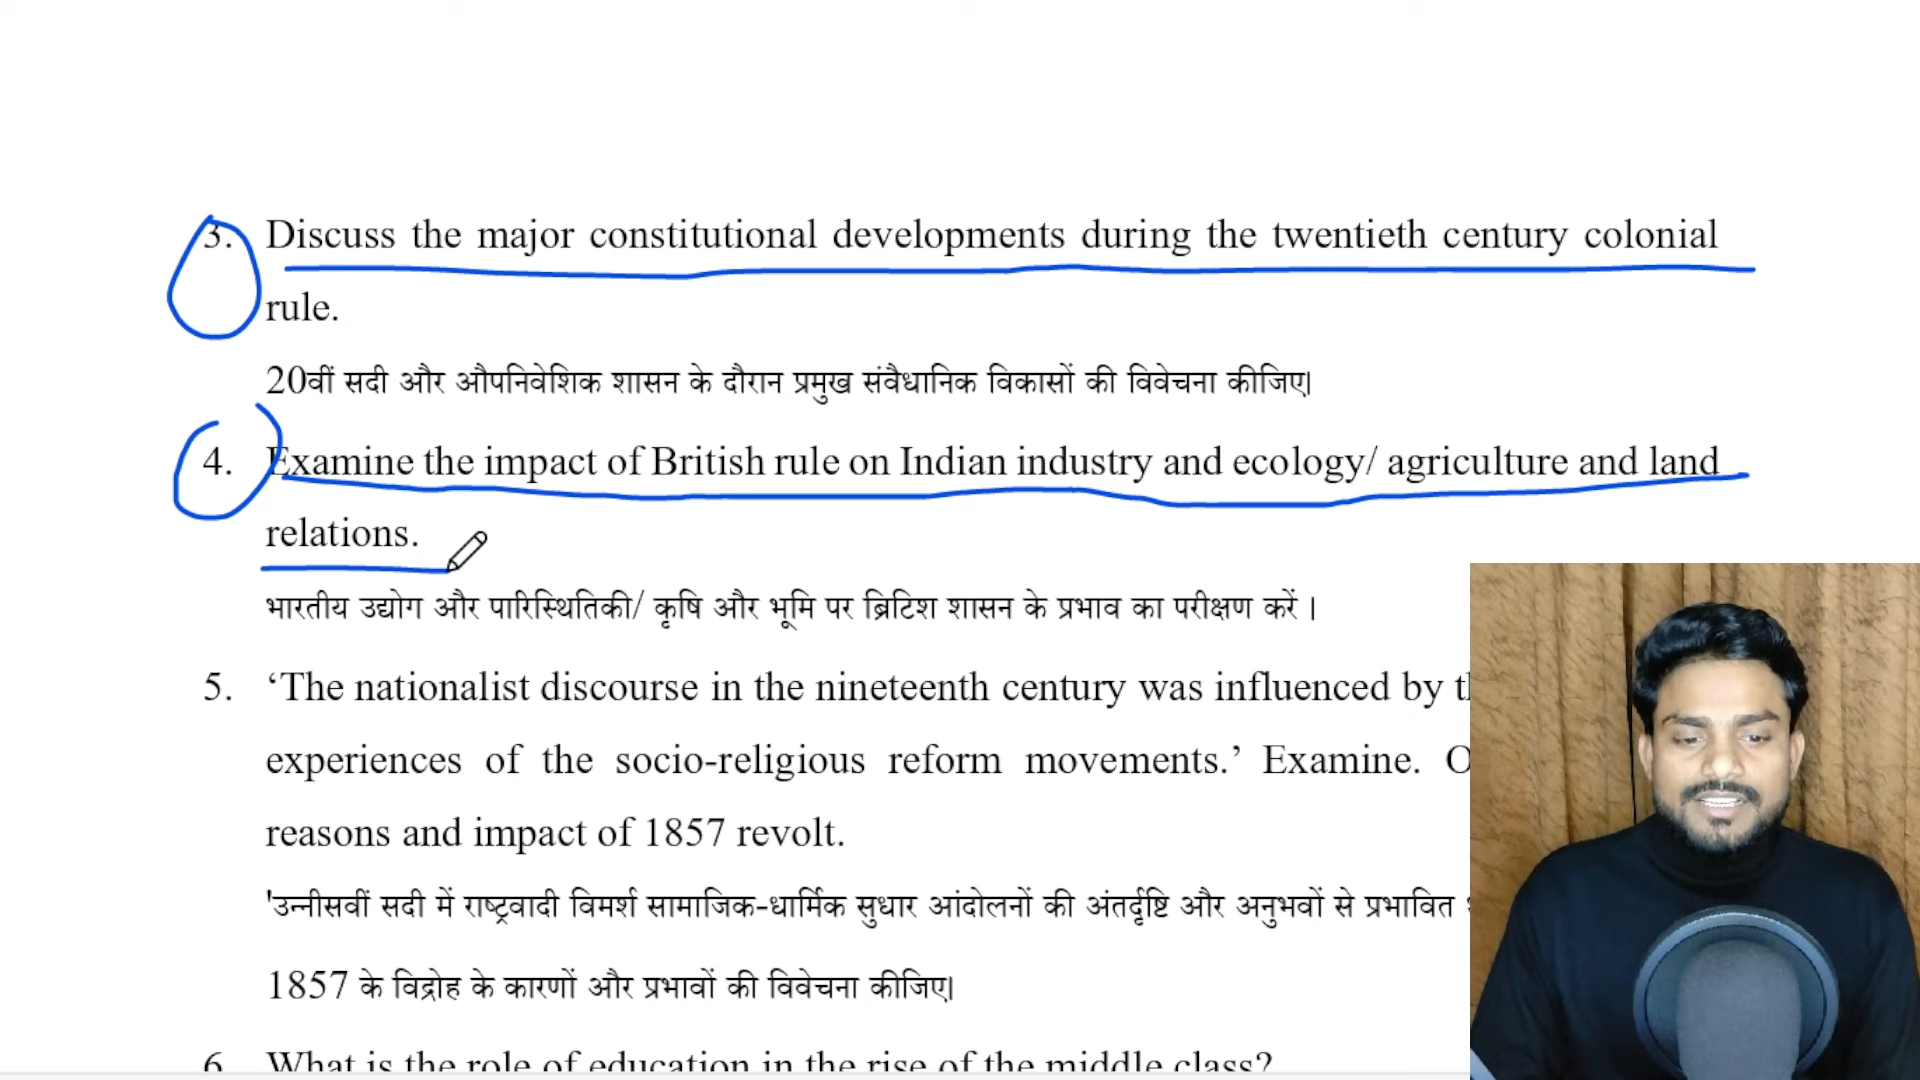 3. Discuss the major constitutional developments during the twentieth century colonial
rule.
20वीं सदी और औपनिवेशिक शासन के दौरान प्रमुख संवैधानिक विकासों की विवेचना कीजिए।
4. Examine the impact of British rule on Indian industry and ecology/ agriculture and land
relations.
भारतीय उद्योग और पारिस्थितिकी/ कृषि और भूमि पर ब्रिटिश शासन के प्रभाव का परीक्षण करें ।
5. ‘The nationalist discourse in the nineteenth century was influenced by
experiences of the socio-religious reform movements.’ Examine.
reasons and impact of 1857 revolt.
'उन्नीसवीं सदी में राष्ट्रवादी विमर्श सामाजिक-धार्मिक सुधार आंदोलनों की अंतर्दृष्टि और अनुभवों से प्रभावित
1857 के विद्रोह के कारणों और प्रभावों की विवेचना कीजिए।
6. What is the role of education in the rise of the middle class?